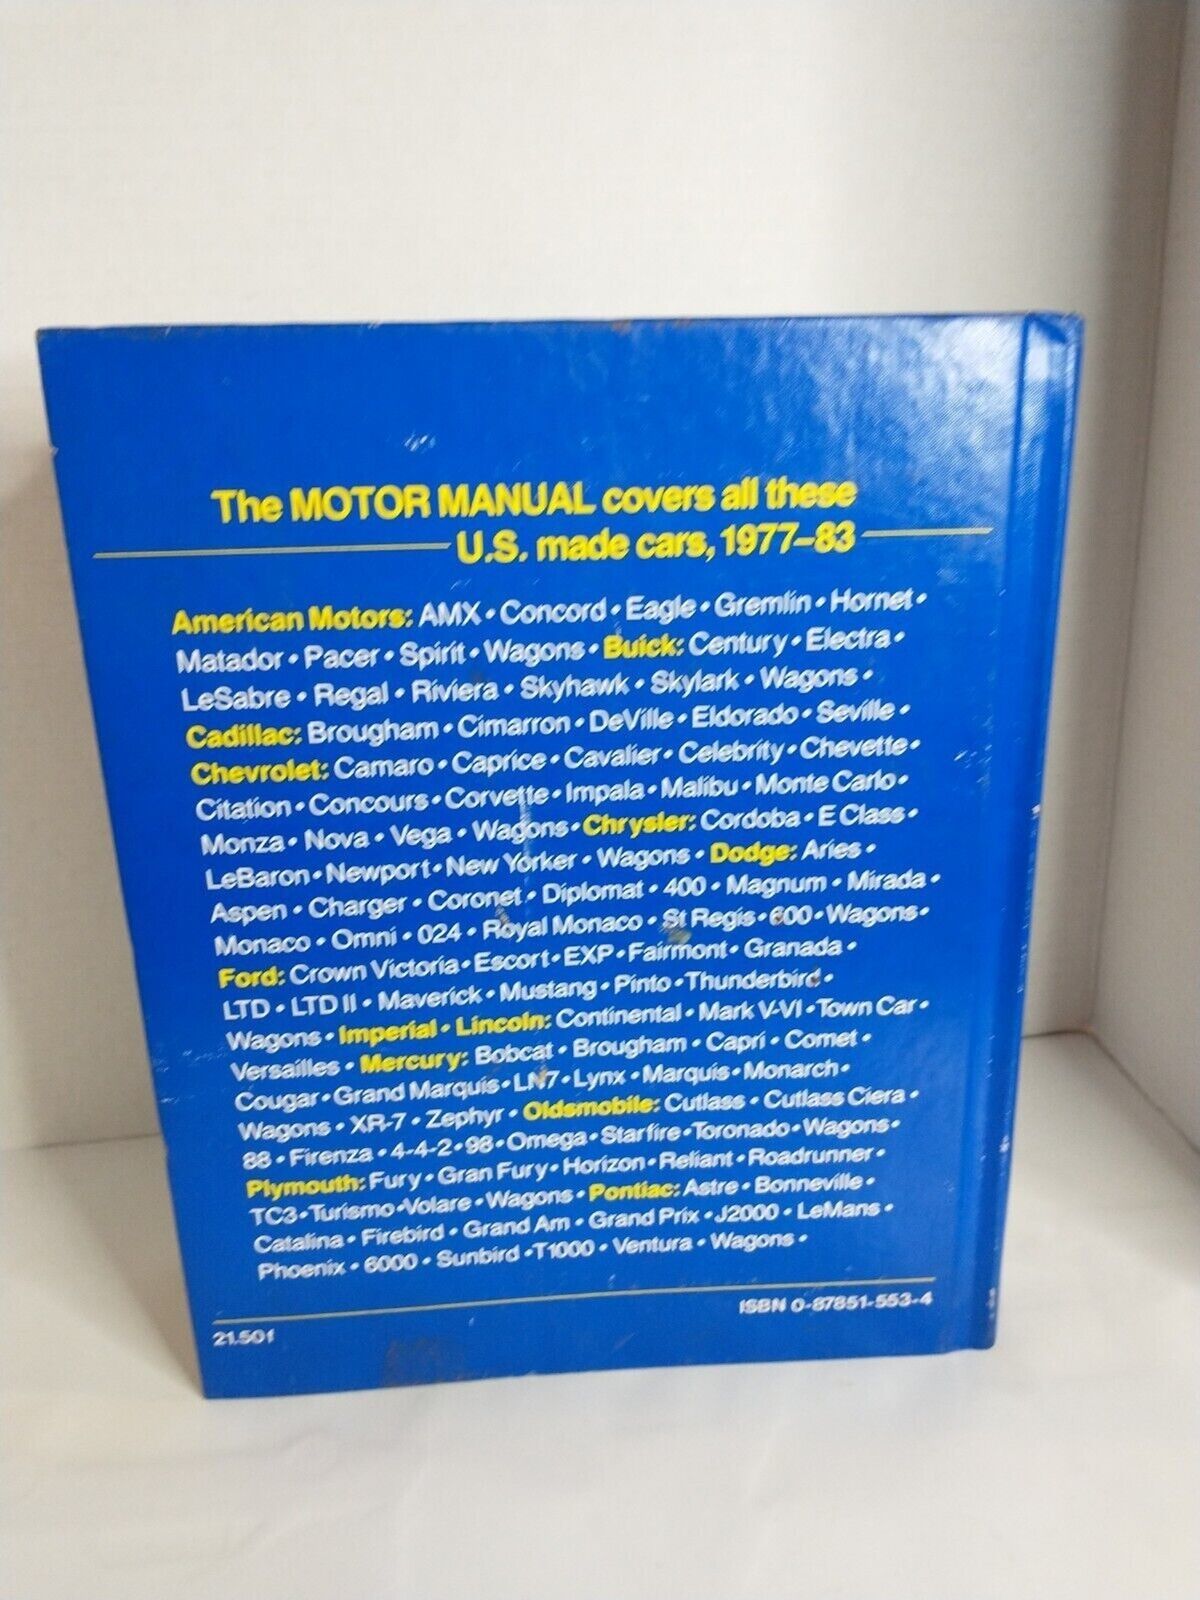 The MOTOR MANUAL covers all these
U.S. made cars, 1977–83
American Motors: AMX • Concord • Eagle • Gremlin • Hornet •
Matador • Pacer • Spirit • Wagons • Buick: Century • Electra •
LeSabre • Regal • Riviera • Skyhawk • Skylark • Wagons •
Cadillac: Brougham • Cimarron • DeVille • Eldorado • Seville •
Chevrolet: Camaro • Caprice • Cavalier • Celebrity • Chevette •
Citation • Concours • Corvette • Impala • Malibu • Monte Carlo •
Monza • Nova • Vega • Wagons • Chrysler: Cordoba • E Class •
LeBaron • Newport • New Yorker • Wagons • Dodge: Aries •
Aspen • Charger • Coronet • Diplomat • 400 • Magnum • Mirada •
Monaco • Omni • 024 • Royal Monaco • St Regis • 600 • Wagons •
Ford: Crown Victoria • Escort • EXP • Fairmont • Granada •
LTD • LTD II • Maverick • Mustang • Pinto • Thunderbird •
Wagons • Imperial • Lincoln: Continental • Mark V-VI • Town Car •
Versailles • Mercury: Bobcat • Brougham • Capri • Comet •
Cougar • Grand Marquis • LN7 • Lynx • Marquis • Monarch •
Wagons • XR-7 • Zephyr • Oldsmobile: Cutlass • Cutlass Ciera •
88 • Firenza • 4-4-2 • 98 • Omega • Starfire • Toronado • Wagons •
Plymouth: Fury • Gran Fury • Horizon • Reliant • Roadrunner •
TC3 • Turismo • Volare • Wagons • Pontiac: Astre • Bonneville •
Catalina • Firebird • Grand Am • Grand Prix • J2000 • LeMans •
Phoenix • 6000 • Sunbird • T1000 • Ventura • Wagons •
ISBN 0-87851-553-4
21.501